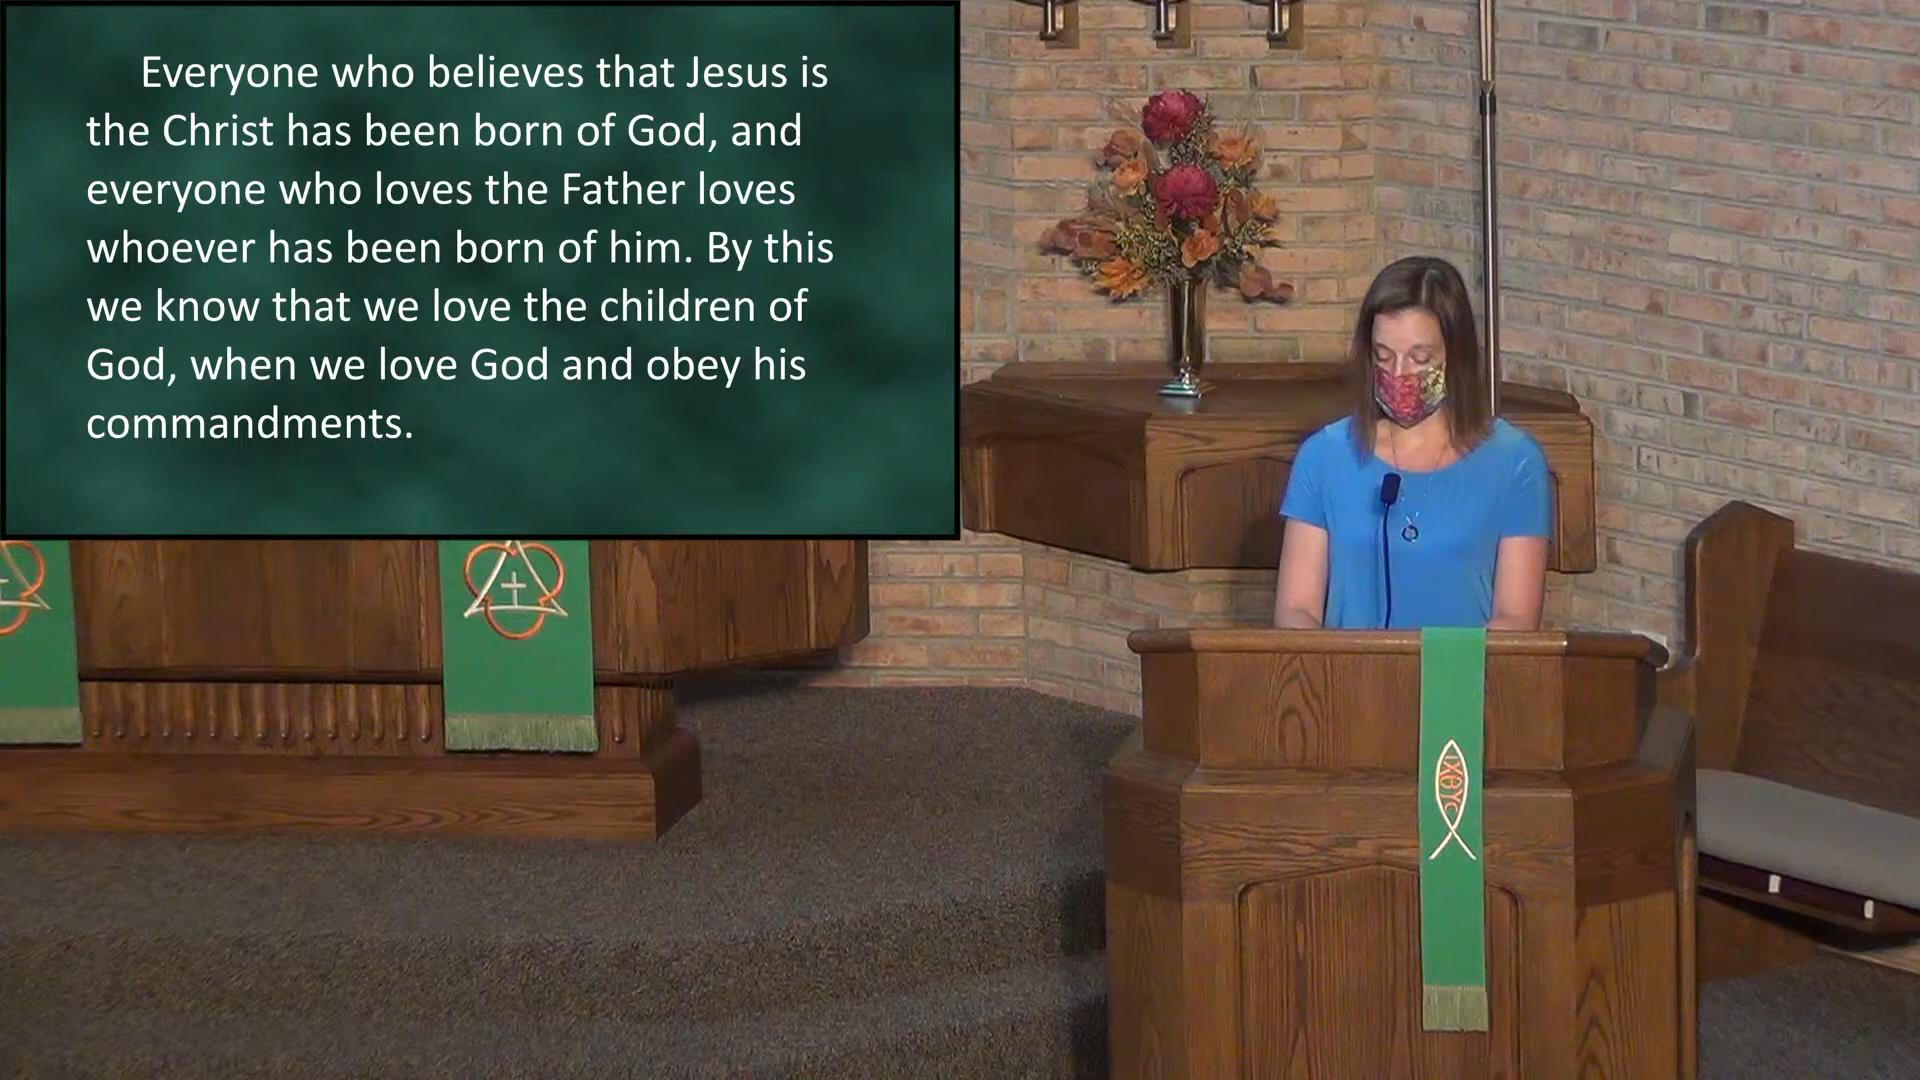 Everyone who believes that Jesus is
the Christ has been born of God, and
everyone who loves the Father loves
whoever has been born of him. By this
we know that we love the children of
God, when we love God and obey his
commandments.
ΙΧΘΥC